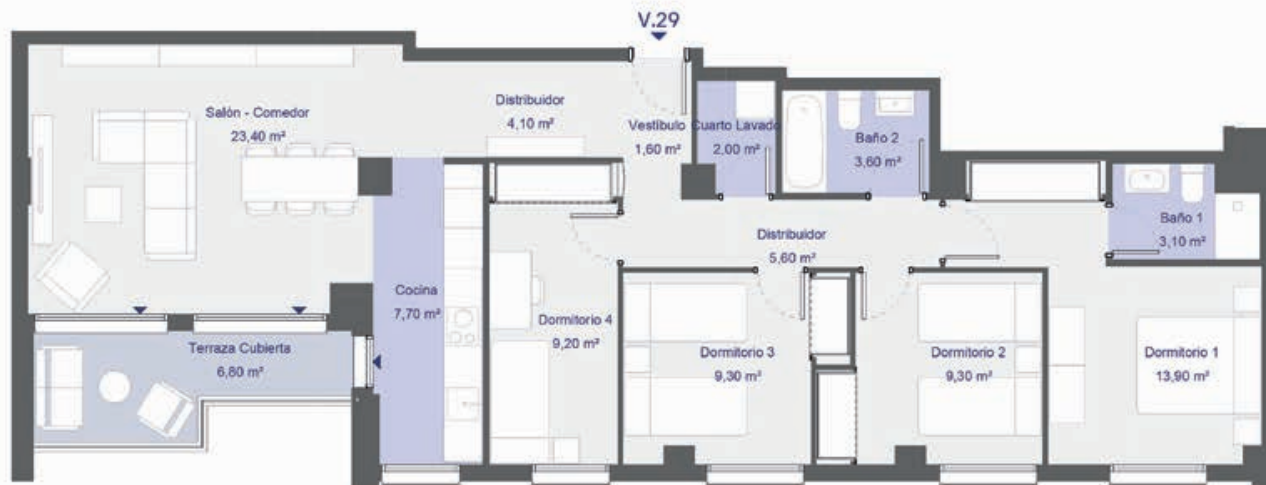 V.29
Salón - Comedor
23,40 m²
Distribuidor
4,10 m²
Vestíbulo
1,60 m²
Cuarto Lavado
2,00 m²
Baño 2
3,60 m²
Baño 1
3,10 m²
Distribuidor
5,60 m²
Cocina
7,70 m²
Dormitorio 4
9,20 m²
Terraza Cubierta
6,80 m²
Dormitorio 3
9,30 m²
Dormitorio 2
9,30 m²
Dormitorio 1
13,90 m²